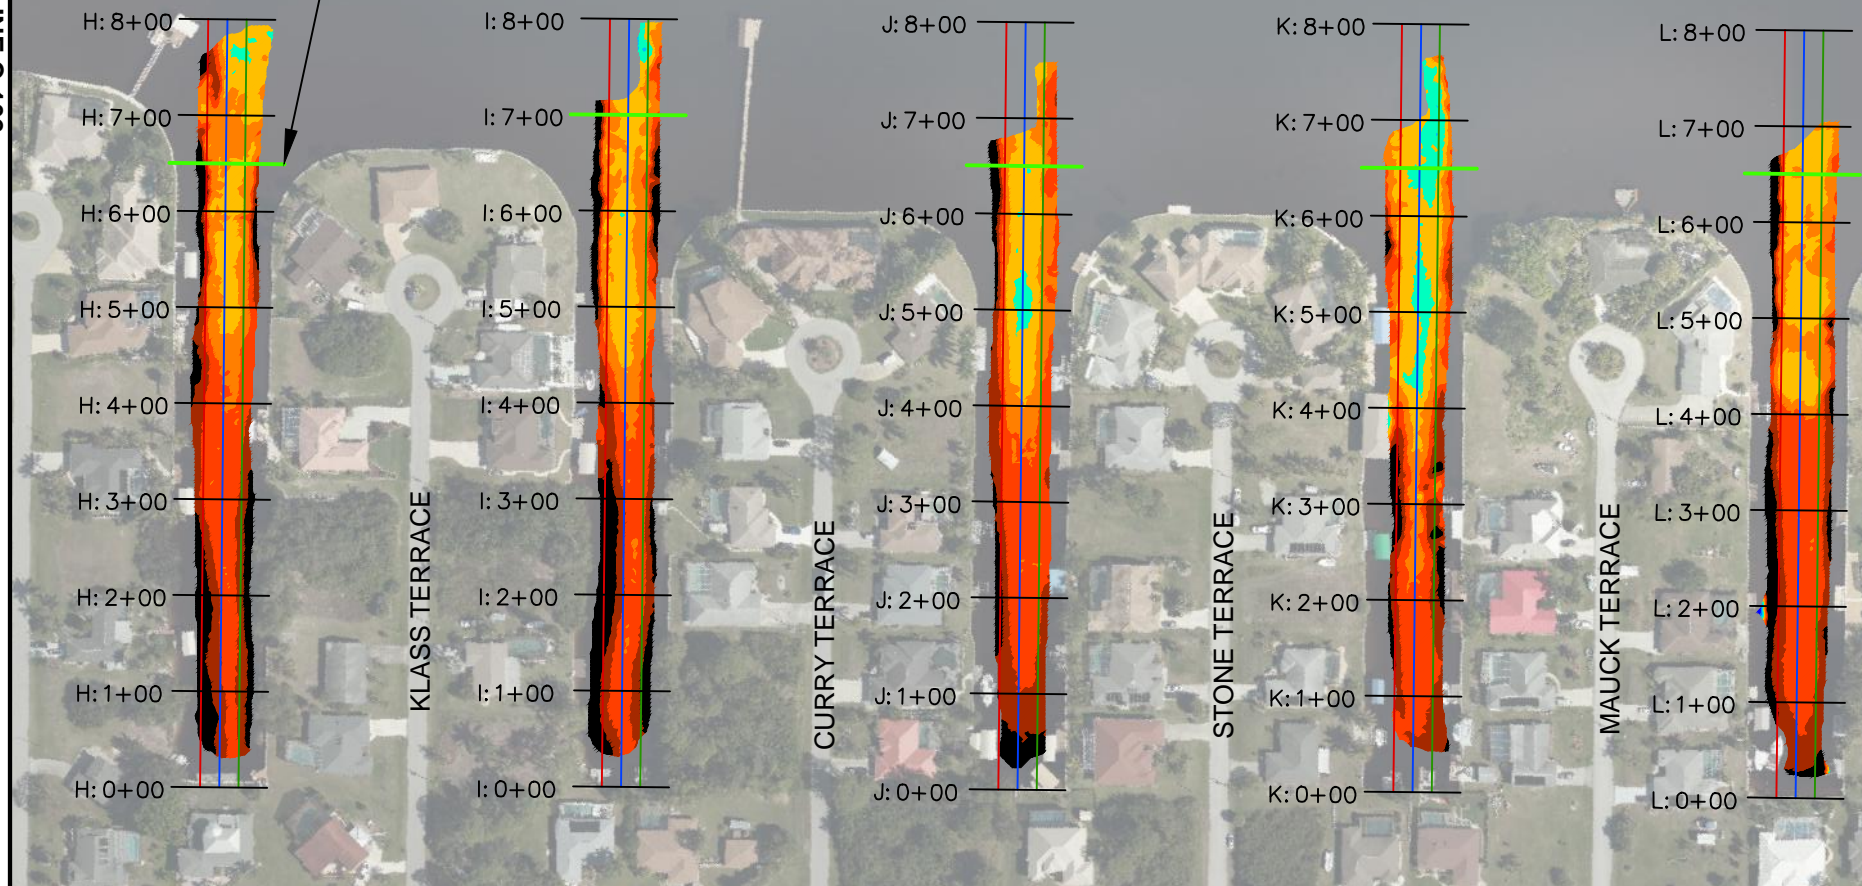 H: 8+00
H: 7+00
H: 6+00
H: 5+00
H: 4+00
H: 3+00
H: 2+00
H: 1+00
H: 0+00
KLASS TERRACE
I: 8+00
I: 7+00
I: 6+00
I: 5+00
I: 4+00
I: 3+00
I: 2+00
I: 1+00
I: 0+00
CURRY TERRACE
J: 8+00
J: 7+00
J: 6+00
J: 5+00
J: 4+00
J: 3+00
J: 2+00
J: 1+00
J: 0+00
STONE TERRACE
K: 8+00
K: 7+00
K: 6+00
K: 5+00
K: 4+00
K: 3+00
K: 2+00
K: 1+00
K: 0+00
MAUCK TERRACE
L: 8+00
L: 7+00
L: 6+00
L: 5+00
L: 4+00
L: 3+00
L: 2+00
L: 1+00
L: 0+00